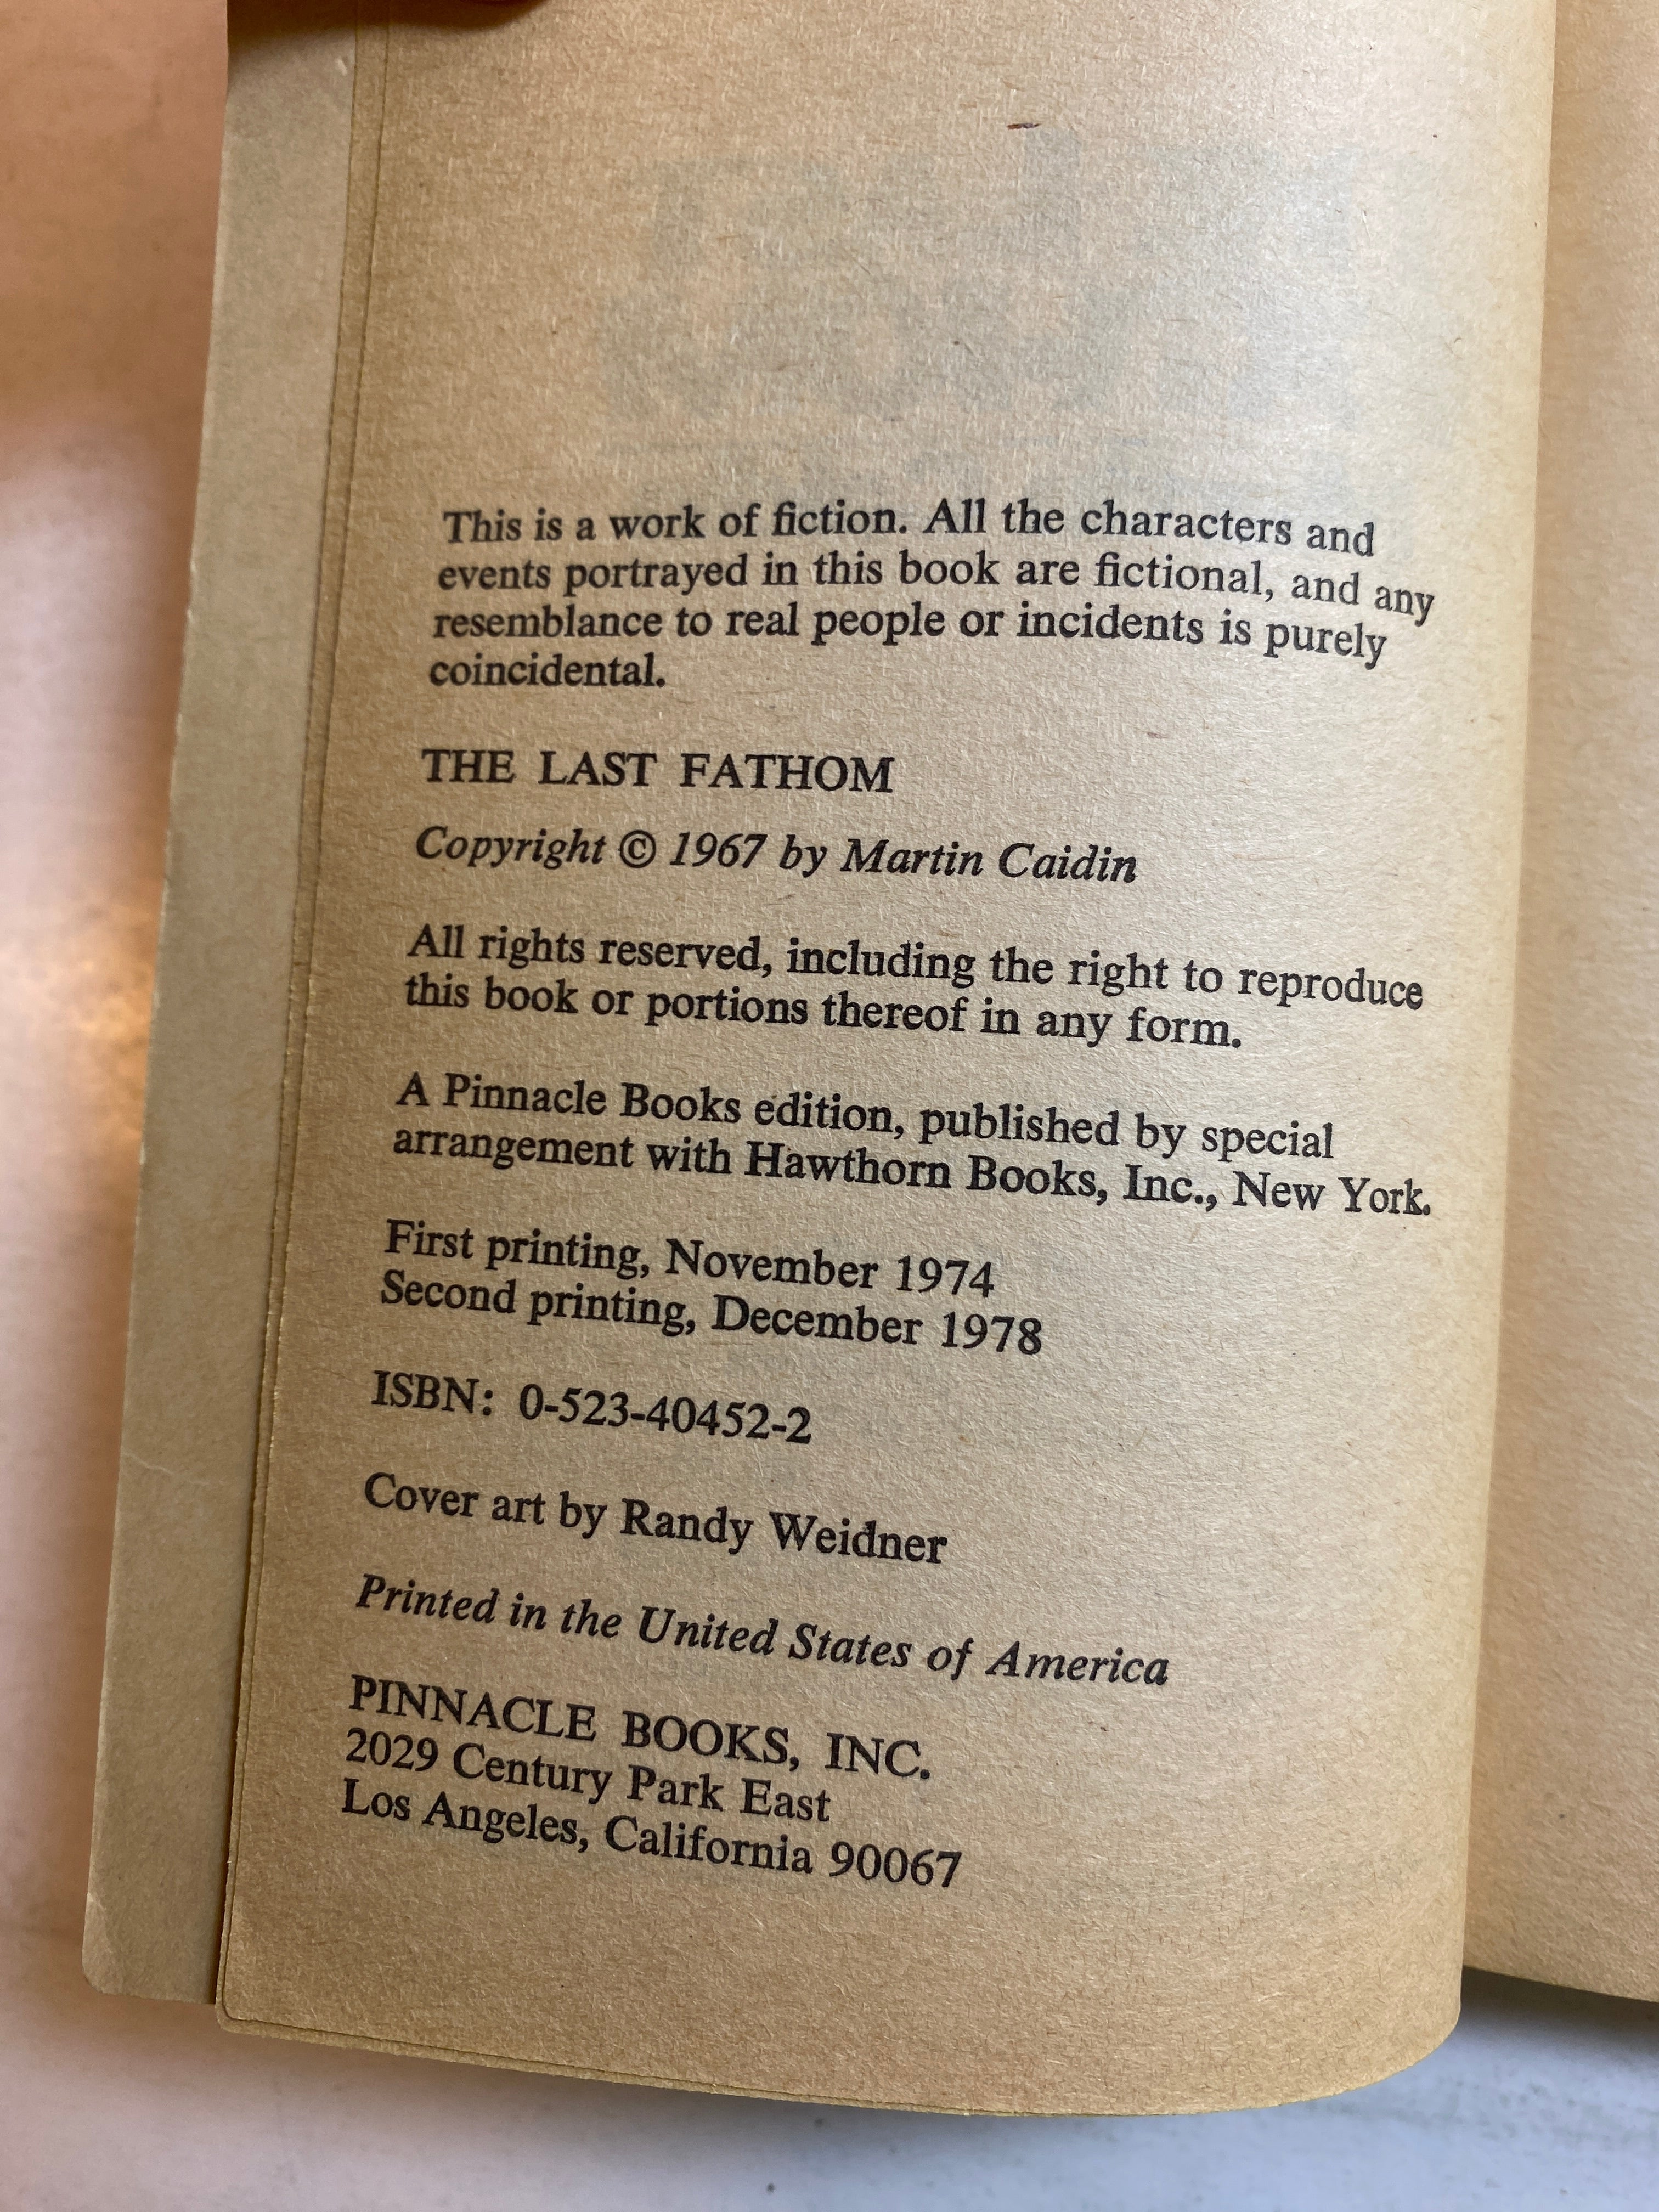 This is a work of fiction. All the characters and
events portrayed in this book are fictional, and any
resemblance to real people or incidents is purely
coincidental.
THE LAST FATHOM
Copyright © 1967 by Martin Caidin
All rights reserved, including the right to reproduce
this book or portions thereof in any form.
A Pinnacle Books edition, published by special
arrangement with Hawthorn Books, Inc., New York.
First printing, November 1974
Second printing, December 1978
ISBN: 0-523-40452-2
Cover art by Randy Weidner
Printed in the United States of America
PINNACLE BOOKS, INC.
2029 Century Park East
Los Angeles, California 90067